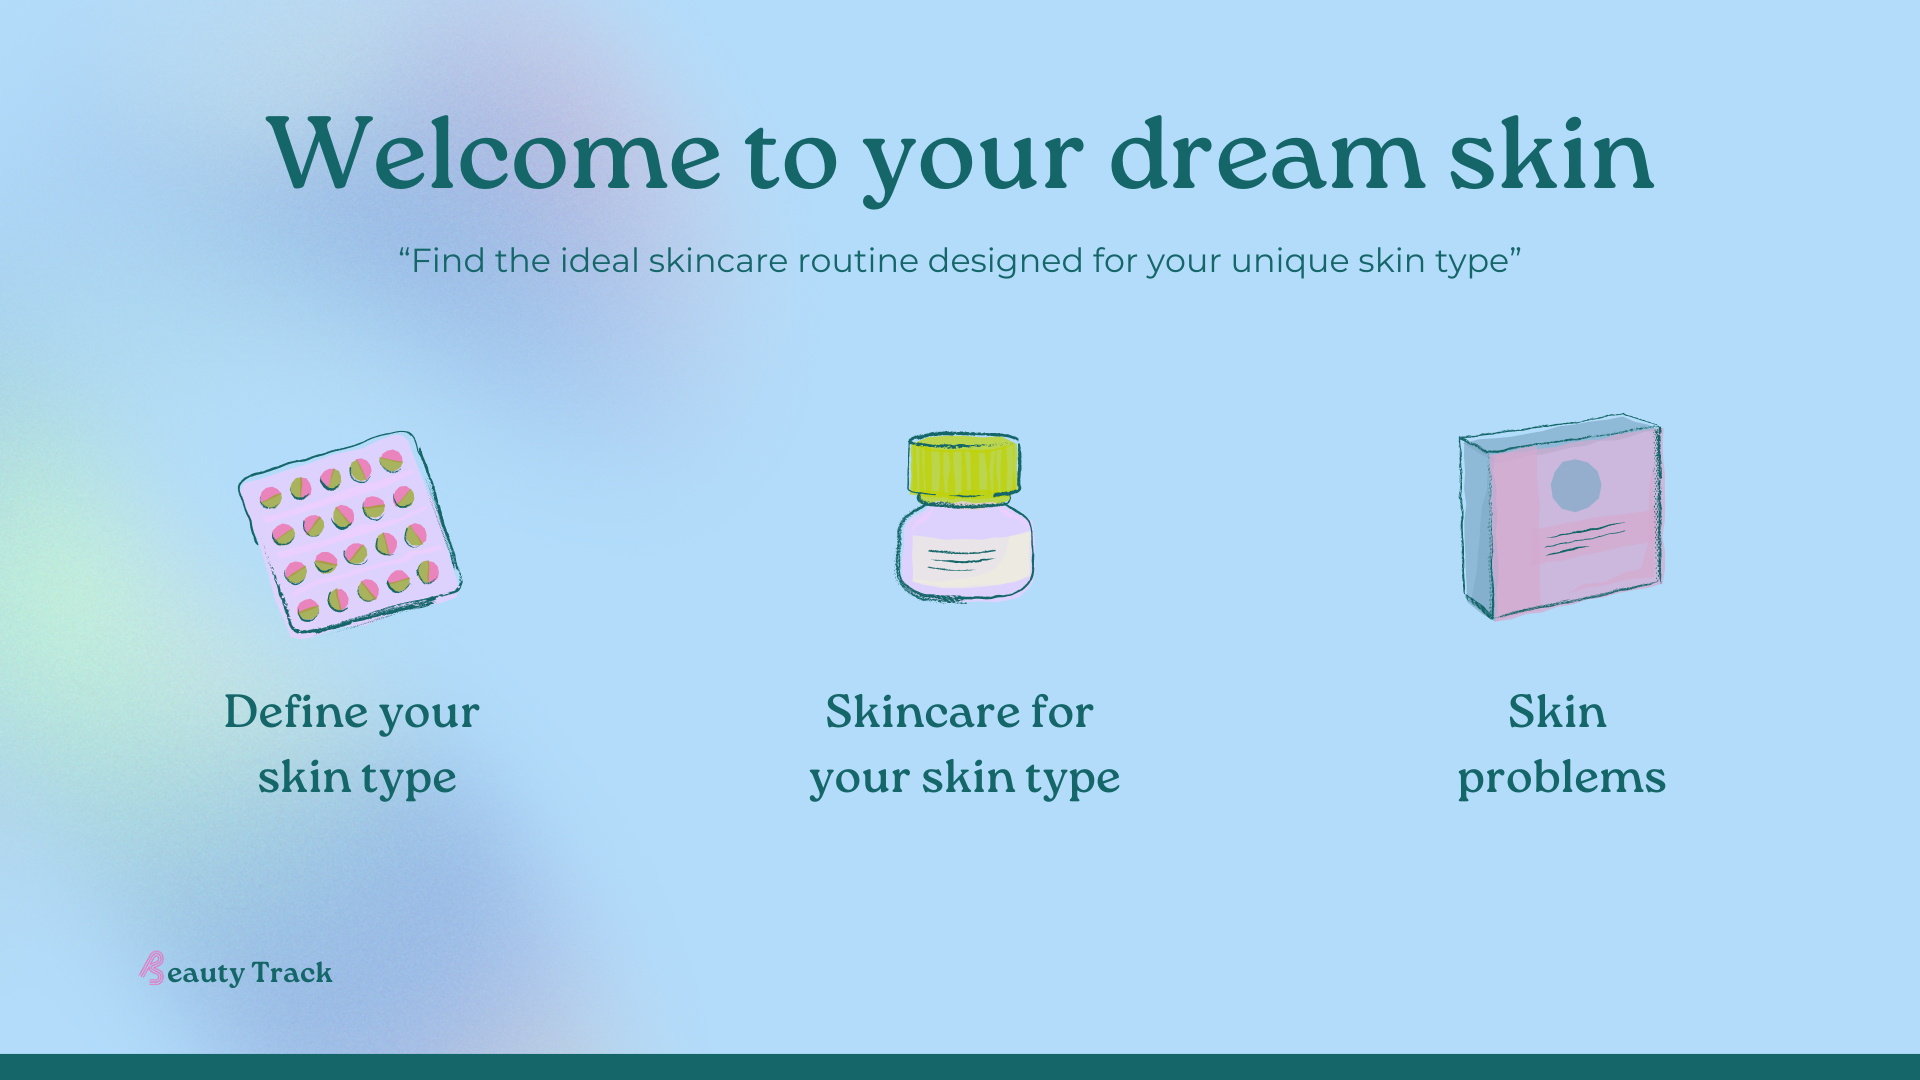 Welcome to your dream skin
“Find the ideal skincare routine designed for your unique skin type”
Define your
skin type
Skincare for
your skin type
Skin
problems
Beauty Track